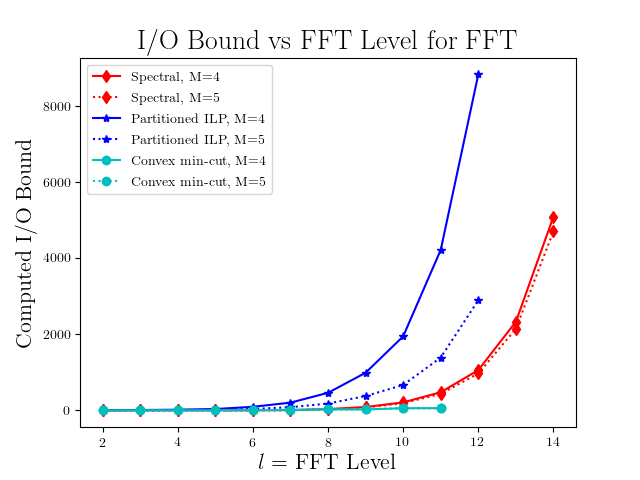 I/O Bound vs FFT Level for FFT
Spectral, M=4
Spectral, M=5
Partitioned ILP, M=4
Partitioned ILP, M=5
Convex min-cut, M=4
Convex min-cut, M=5
Computed I/O Bound
8000
6000
4000
2000
0
2 4 6 8 10 12 14
l = FFT Level